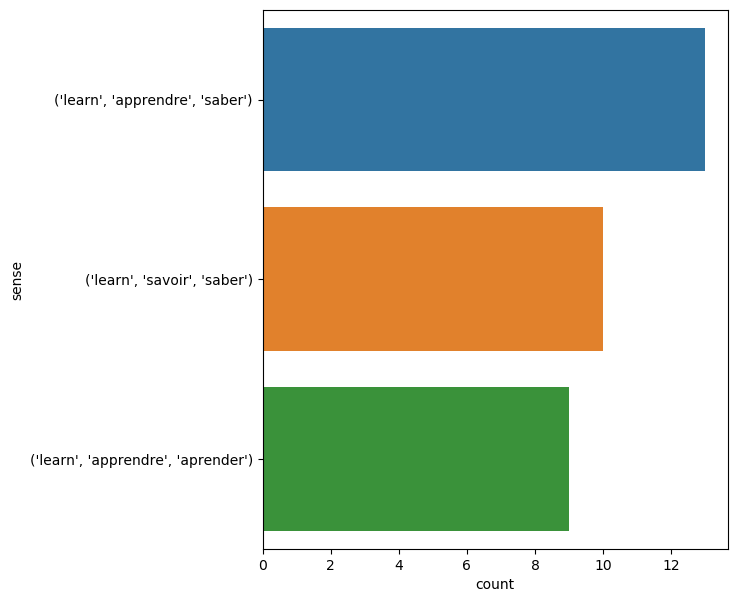 ('learn', 'apprendre', 'saber')
('learn', 'savoir', 'saber')
('learn', 'apprendre', 'aprender')
sense
0 2 4 6 8 10 12
count